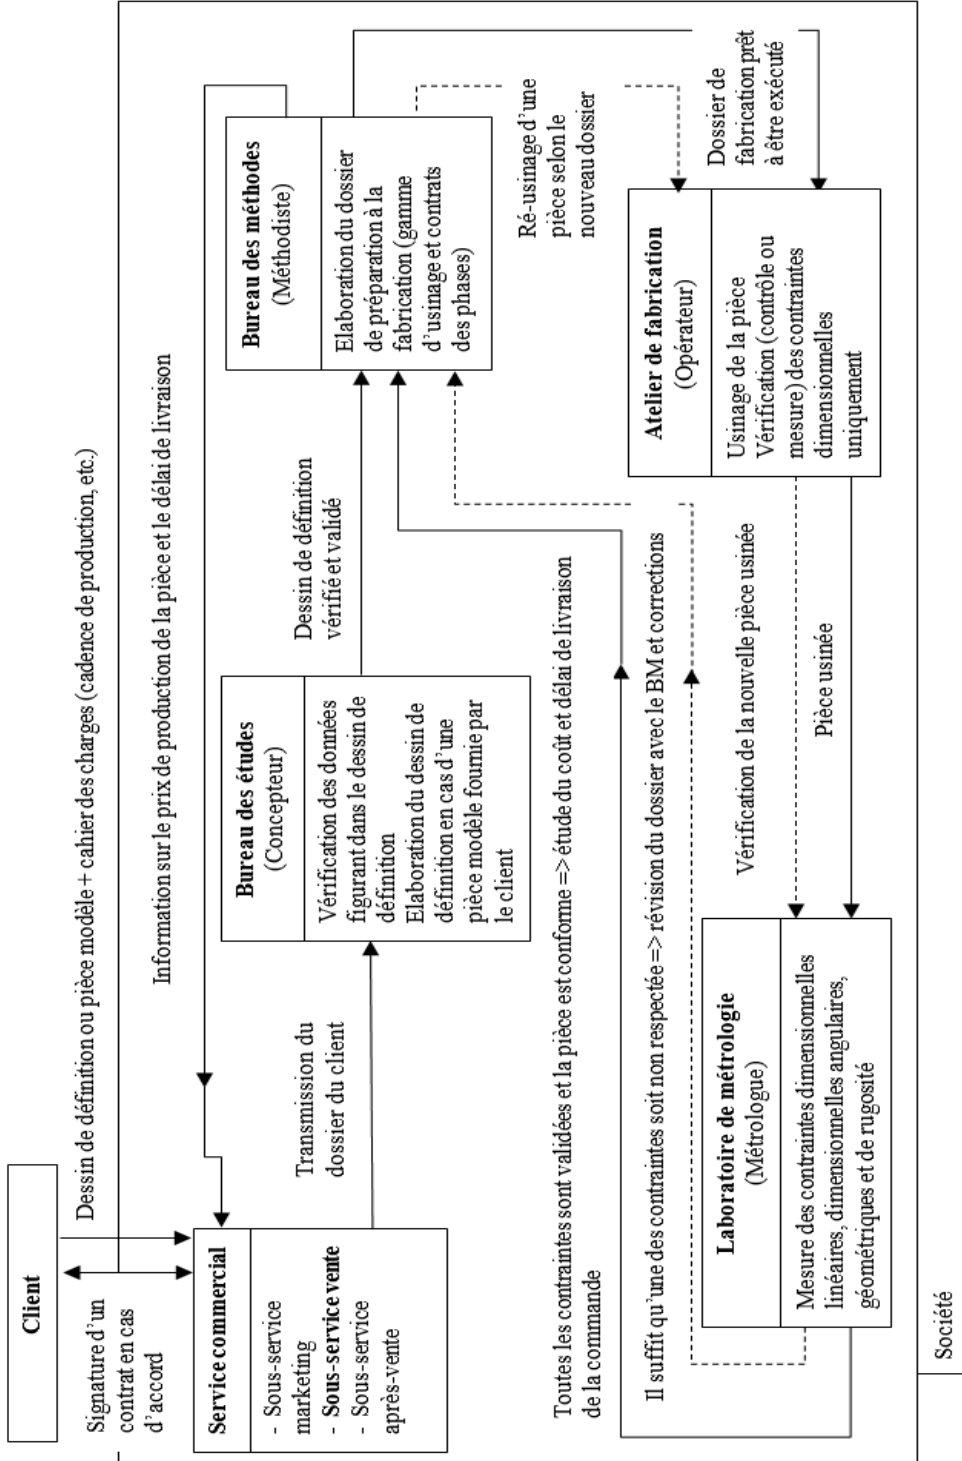 Client
Dessin de définition ou pièce modèle + cahier des charges (cadence de production, etc.)
Signature d'un
contrat en cas
d'accord
Information sur le prix de production de la pièce et le délai de livraison
Service commercial
- Sous-service
marketing
- Sous-service vente
- Sous-service
après-vente
Transmission du
dossier du client
Bureau des études
(Concepteur)
Vérification des données
figurant dans le dessin de
définition
Elaboration du dessin de
définition en cas d'une
pièce modèle fournie par
le client
Dessin de définition
vérifié et validé
Bureau des méthodes
(Méthodiste)
Elaboration du dossier
de préparation à la
fabrication (gamme
d'usinage et contrats
des phases)
Ré-usinage d'une
pièce selon le
nouveau dossier
Dossier de
fabrication prêt
à être exécuté
Toutes les contraintes sont validées et la pièce est conforme => étude du coût et délai de livraison
de la commande
Il suffit qu'une des contraintes soit non respectée => révision du dossier avec le BM et corrections
Atelier de fabrication
(Opérateur)
Usinage de la pièce
Vérification (contrôle ou
mesure) des contraintes
dimensionnelles
uniquement
Vérification de la nouvelle pièce usinée
Pièce usinée
Laboratoire de métrologie
(Métrologue)
Mesure des contraintes dimensionnelles
linéaires, dimensionnelles angulaires,
géométriques et de rugosité
Société